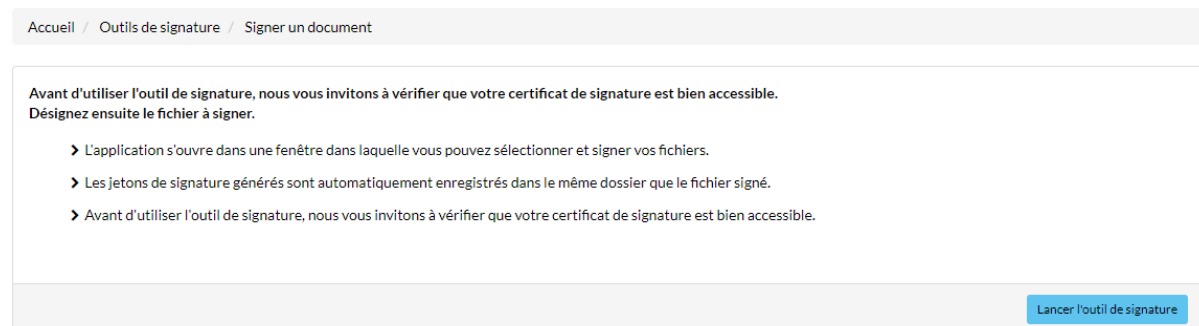 Accueil / Outils de signature / Signer un document
Avant d'utiliser l'outil de signature, nous vous invitons à vérifier que votre certificat de signature est bien accessible.
Désignez ensuite le fichier à signer.
L'application s'ouvre dans une fenêtre dans laquelle vous pouvez sélectionner et signer vos fichiers.
Les jetons de signature générés sont automatiquement enregistrés dans le même dossier que le fichier signé.
Avant d'utiliser l'outil de signature, nous vous invitons à vérifier que votre certificat de signature est bien accessible.
Lancer l'outil de signature